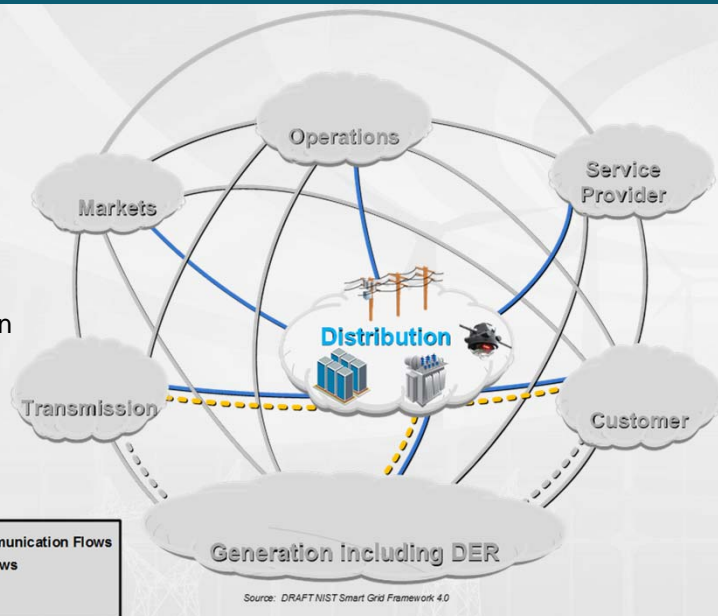 Operations
Service
Provider
Markets
n
Distribution
Transmission
Customer
munication Flows
ws
Generation including DER
Source: DRAFT NIST Smart Grid Framework 4.0